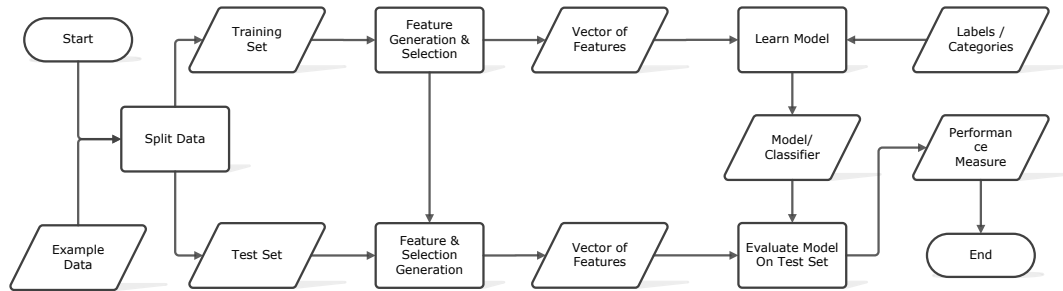 Start
Training
Set
Feature
Generation &
Selection
Vector of
Features
Learn Model
Labels /
Categories
Split Data
Model/
Classifier
Performan
ce
Measure
Example
Data
Test Set
Feature &
Selection
Generation
Vector of
Features
Evaluate Model
On Test Set
End